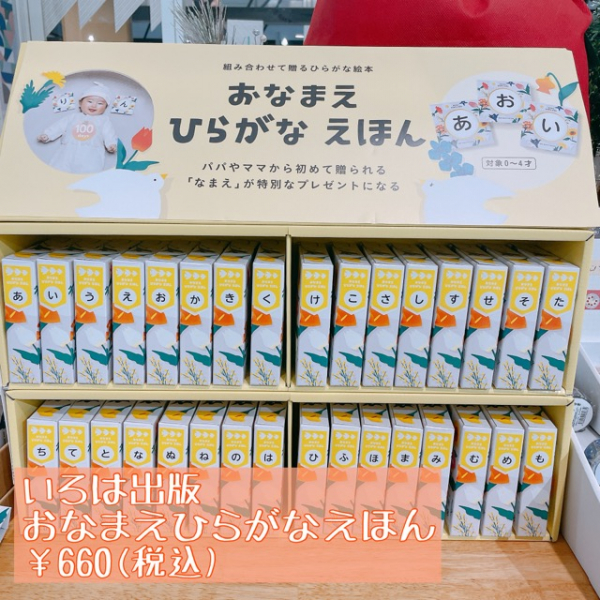 組み合わせて贈るひらがな絵本
おなまえ
ひらがな えほん
パパやママから初めて贈られる
「なまえ」が特別なプレゼントになる
り
ん
100
あ
お
い
対象0〜4才
あ い う え お か き く
け こ さ し す せ そ た
ち て と な ぬ ね の は
ひ ふ ほ ま み む め も
いろは出版
おなまえひらがなえほん
￥660(税込)